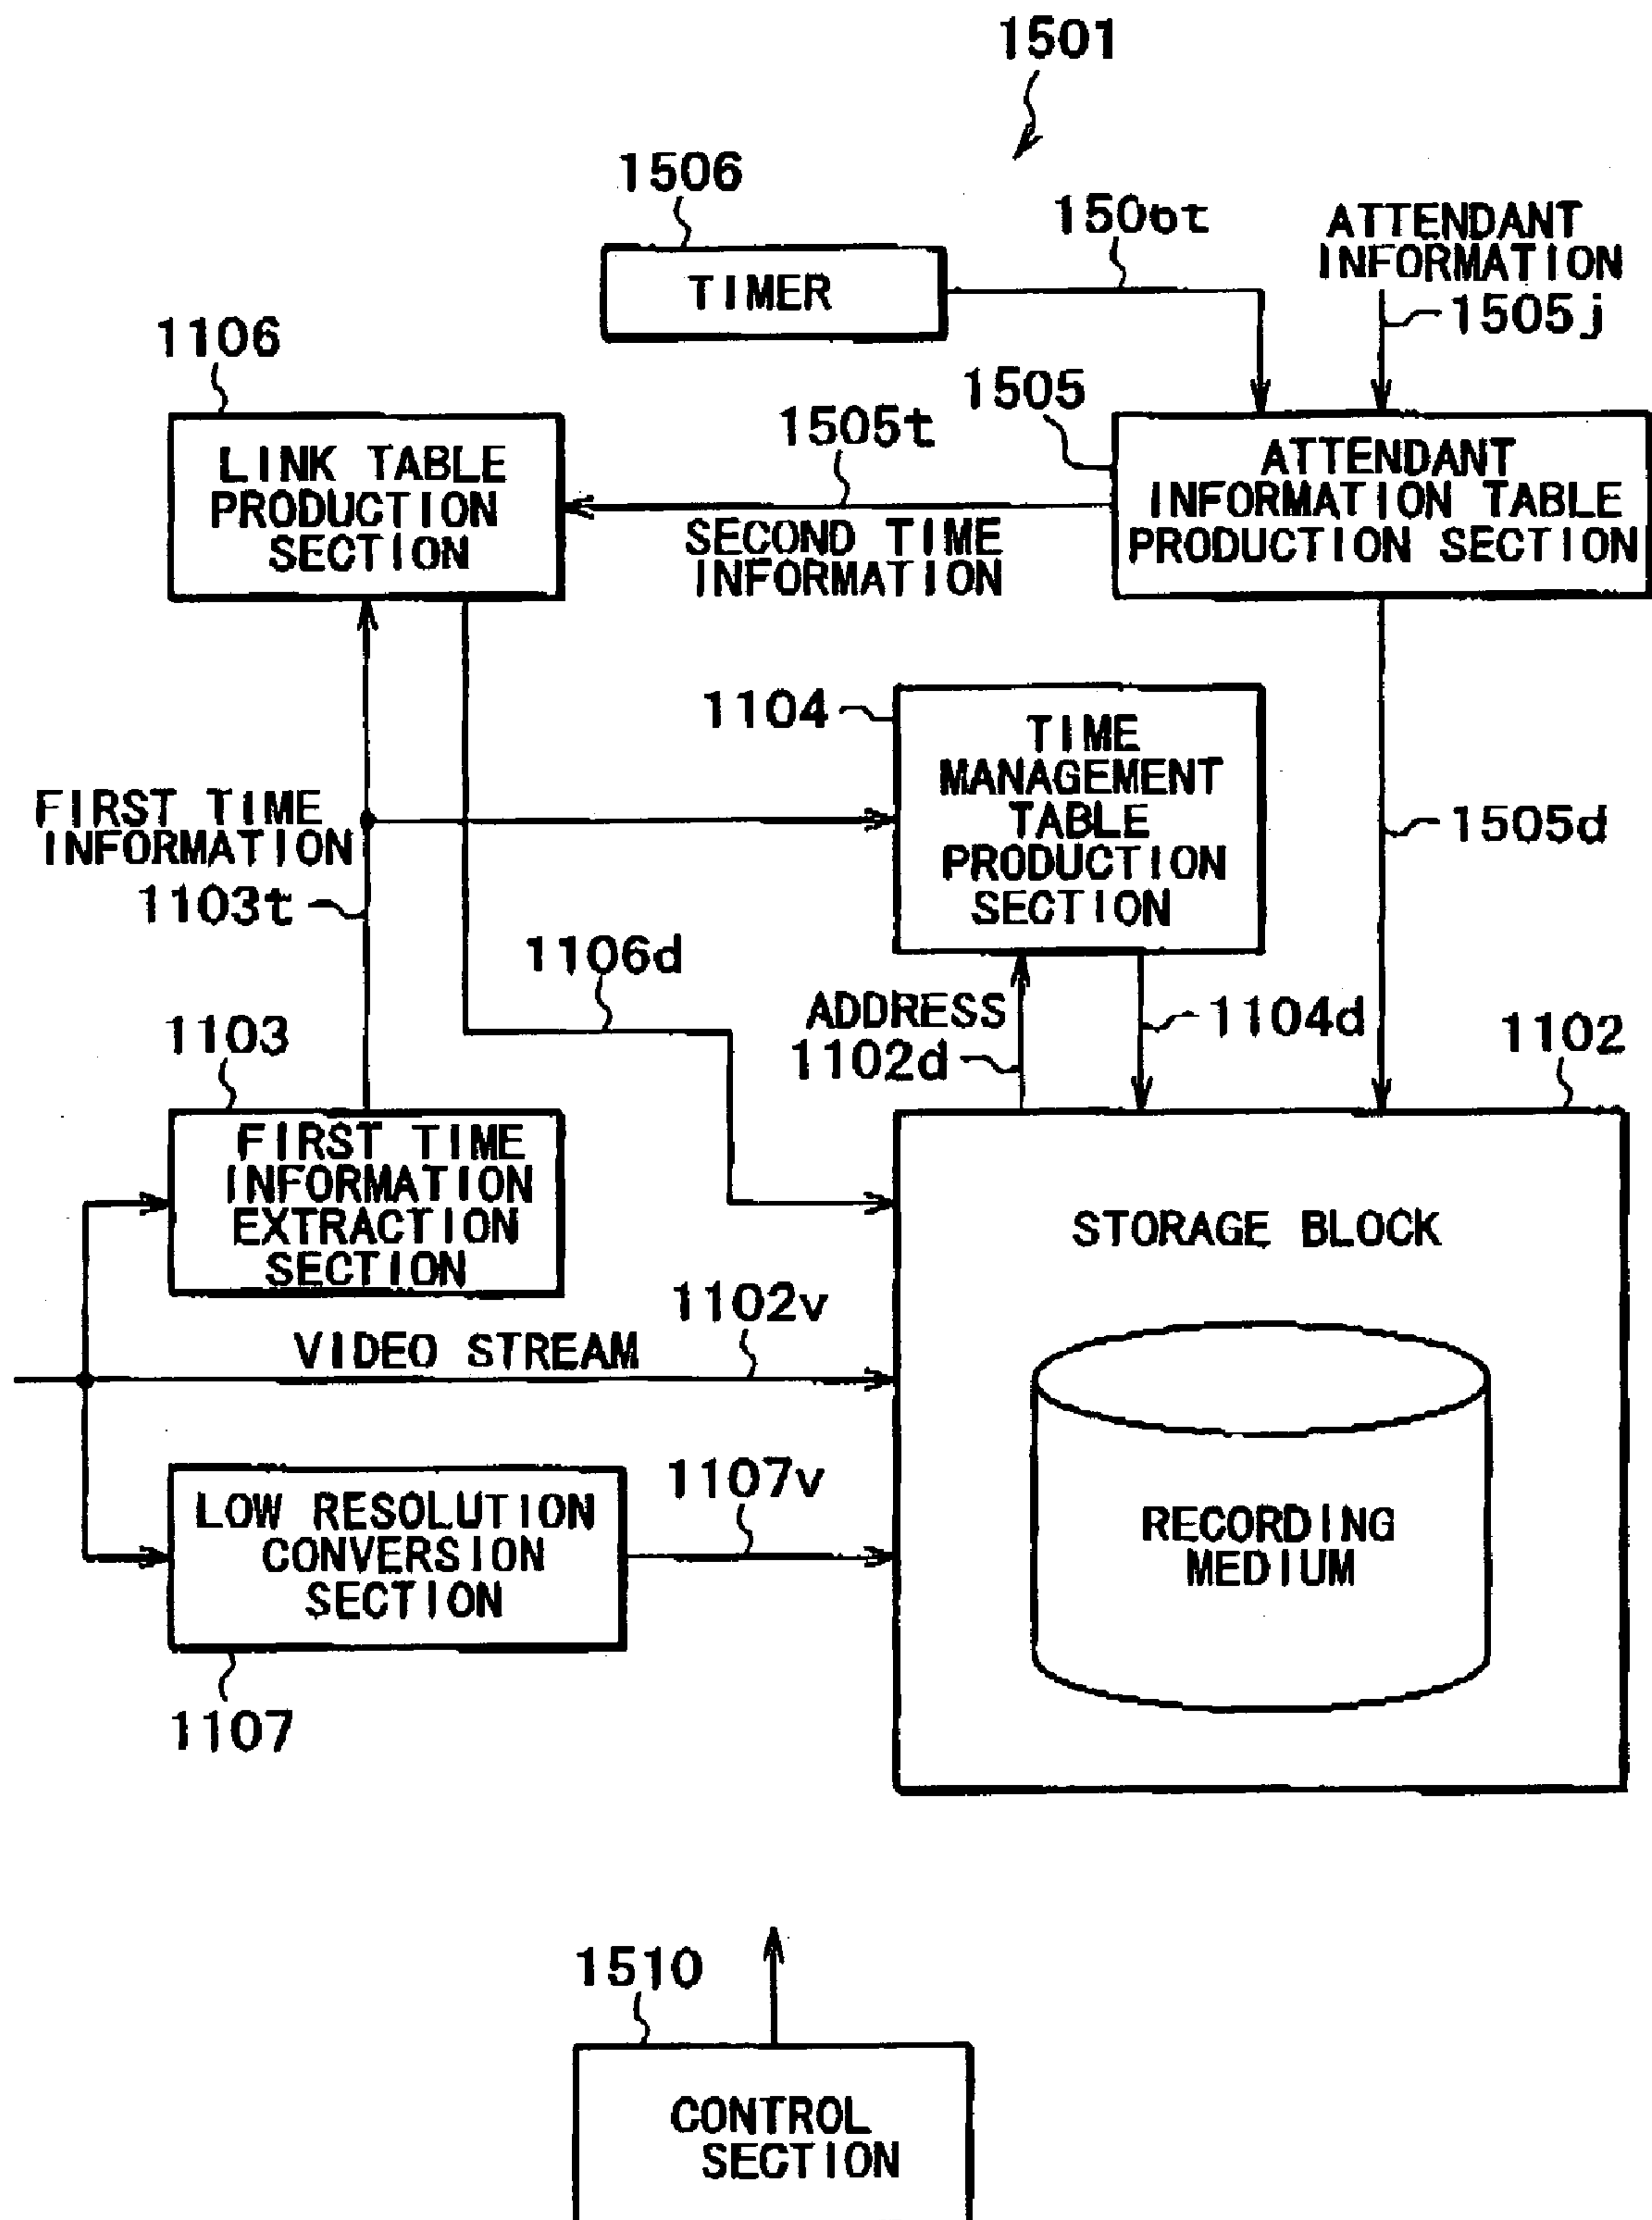 1501
1506
TIMER
1506t
ATTENDANT
INFORMATION
1505j
1106
LINK TABLE
PRODUCTION
SECTION
1505t
SECOND TIME
INFORMATION
1505
ATTENDANT
INFORMATION TABLE
PRODUCTION SECTION
1104
TIME
MANAGEMENT
TABLE
PRODUCTION
SECTION
FIRST TIME
INFORMATION
1103t
1505d
1106d
ADDRESS
1102d
1104d
1102
1103
FIRST TIME
INFORMATION
EXTRACTION
SECTION
STORAGE BLOCK
1102v
VIDEO STREAM
LOW RESOLUTION
CONVERSION
SECTION
1107v
1107
RECORDING
MEDIUM
1510
CONTROL
SECTION